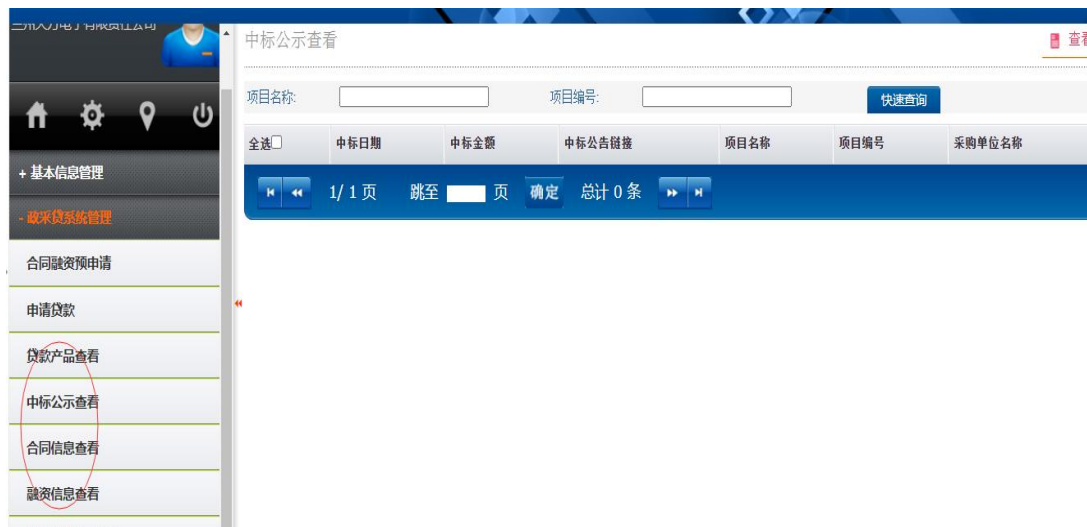 中标公示查看
查看
项目名称:
项目编号:
快速查询
全选
中标日期
中标金额
中标公告链接
项目名称
项目编号
采购单位名称
1/ 1 页
跳至
页
确定
总计 0 条
+ 基本信息管理
- 政采贷系统管理
合同融资预申请
申请贷款
贷款产品查看
中标公示查看
合同信息查看
融资信息查看